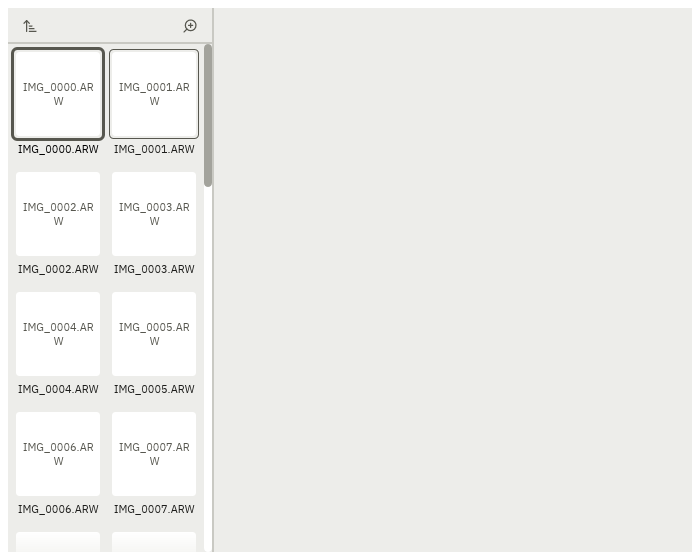 IMG_0000.AR
W
IMG_0001.AR
W
IMG_0000.ARW
IMG_0001.ARW
IMG_0002.AR
W
IMG_0003.AR
W
IMG_0002.ARW
IMG_0003.ARW
IMG_0004.AR
W
IMG_0005.AR
W
IMG_0004.ARW
IMG_0005.ARW
IMG_0006.AR
W
IMG_0007.AR
W
IMG_0006.ARW
IMG_0007.ARW